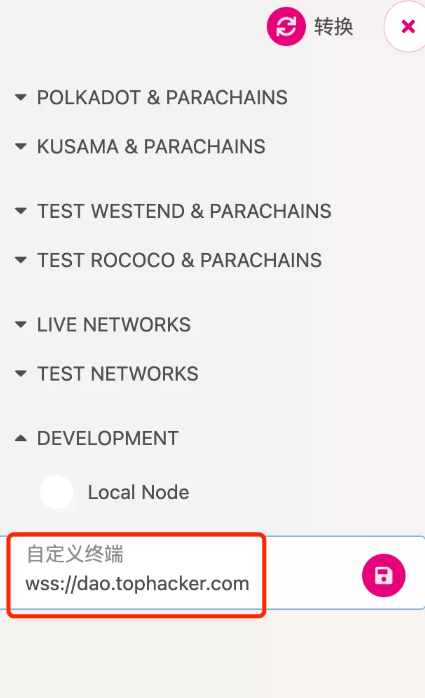 转换
POLKADOT & PARACHAINS
KUSAMA & PARACHAINS
TEST WESTEND & PARACHAINS
TEST ROCOCO & PARACHAINS
LIVE NETWORKS
TEST NETWORKS
DEVELOPMENT
Local Node
自定义终端
wss://dao.tophacker.com